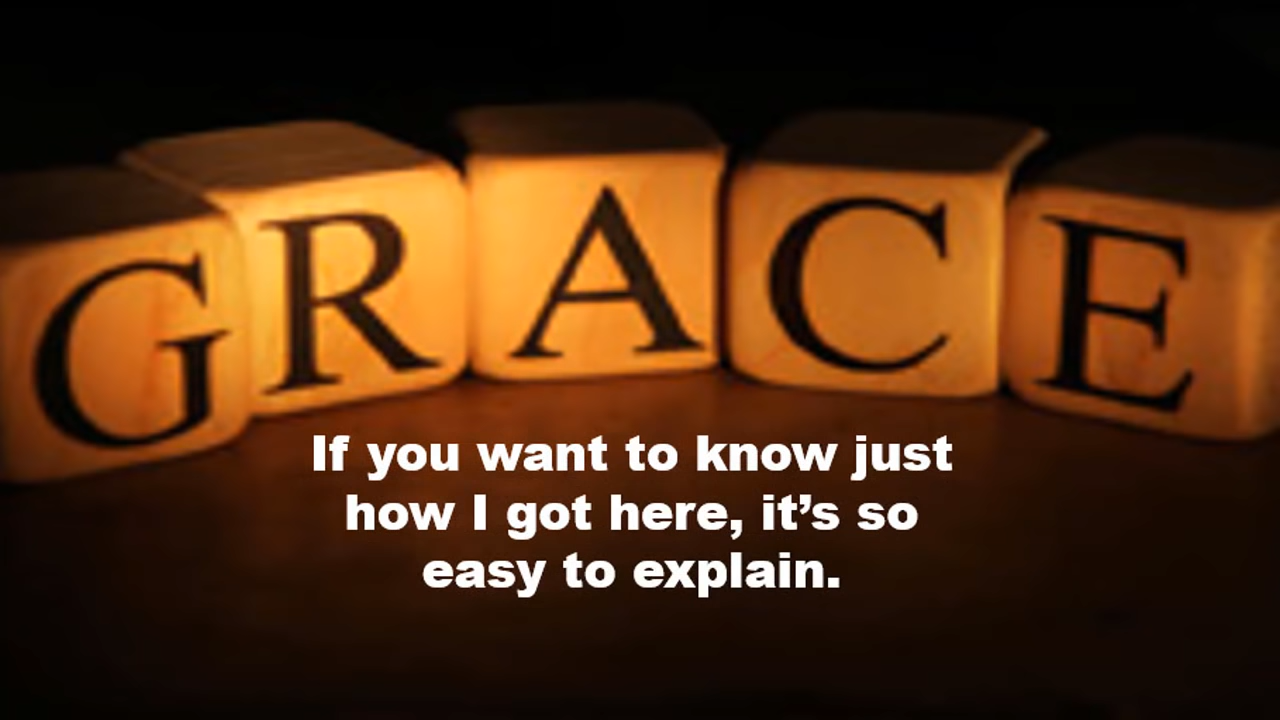 GRACE
If you want to know just
how I got here, it’s so
easy to explain.